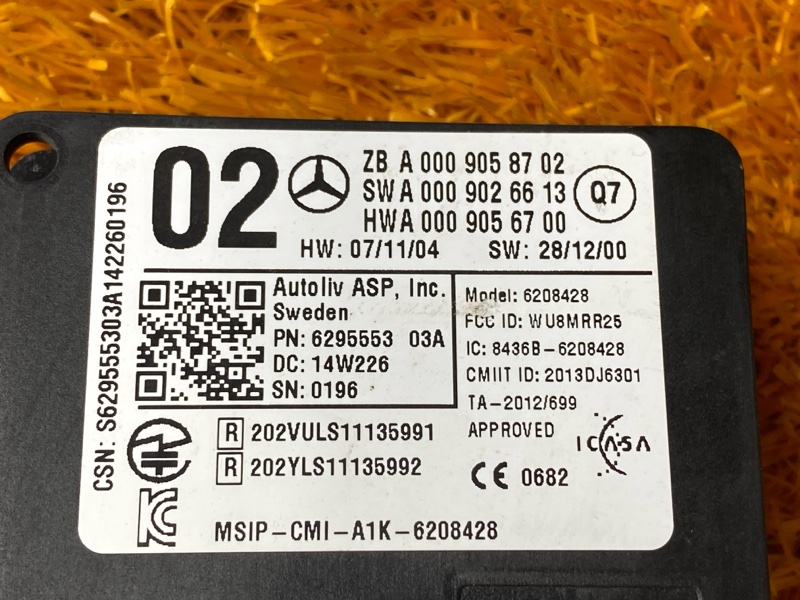 02
ZB A 000 905 87 02
SW A 000 902 66 13
HW A 000 905 67 00
Q7
HW: 07/11/04 SW: 28/12/00
CSN: S629555303A142260196
Autoliv ASP, Inc.
Sweden
PN: 6295553 03A
DC: 14W226
SN: 0196
Model: 6208428
FCC ID: WU8MRR25
IC: 8436B-6208428
CMIIT ID: 2013DJ6301
TA-2012/699
APPROVED
ICASA
R 202VULS11135991
R 202YLS11135992
CE 0682
KC
MSIP-CMI-A1K-6208428